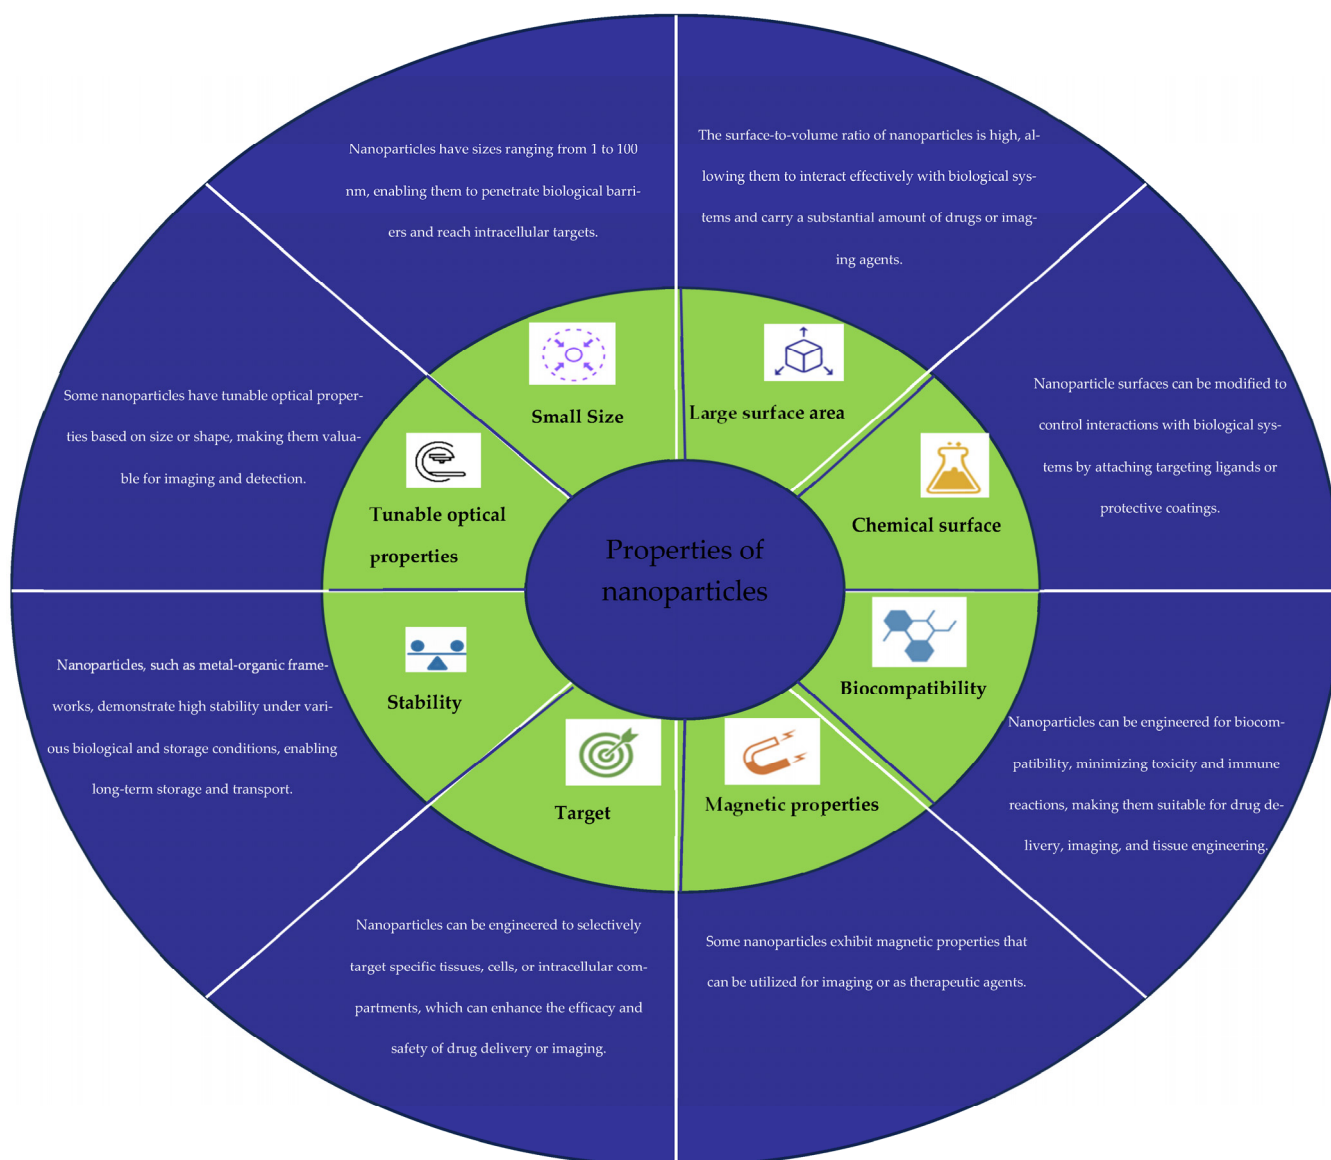 Properties of
nanoparticles
Small Size
Nanoparticles have sizes ranging from 1 to 100
nm, enabling them to penetrate biological barri-
ers and reach intracellular targets.
Large surface area
The surface-to-volume ratio of nanoparticles is high, al-
lowing them to interact effectively with biological sys-
tems and carry a substantial amount of drugs or imag-
ing agents.
Chemical surface
Nanoparticle surfaces can be modified to
control interactions with biological sys-
tems by attaching targeting ligands or
protective coatings.
Biocompatibility
Nanoparticles can be engineered for biocom-
patibility, minimizing toxicity and immune
reactions, making them suitable for drug de-
livery, imaging, and tissue engineering.
Magnetic properties
Some nanoparticles exhibit magnetic properties that
can be utilized for imaging or as therapeutic agents.
Target
Nanoparticles can be engineered to selectively
target specific tissues, cells, or intracellular com-
partments, which can enhance the efficacy and
safety of drug delivery or imaging.
Stability
Nanoparticles, such as metal-organic frame-
works, demonstrate high stability under vari-
ous biological and storage conditions, enabling
long-term storage and transport.
Tunable optical
properties
Some nanoparticles have tunable optical proper-
ties based on size or shape, making them valua-
ble for imaging and detection.